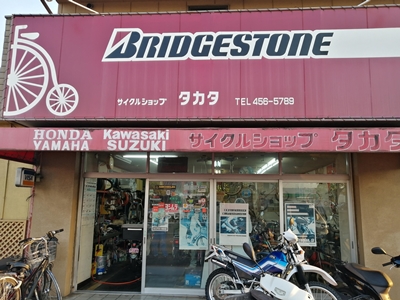 BRIDGESTONE
サイクルショップ タカタ TEL 456-5789
HONDA Kawasaki サイクルショップ タカタ
YAMAHA SUZUKI